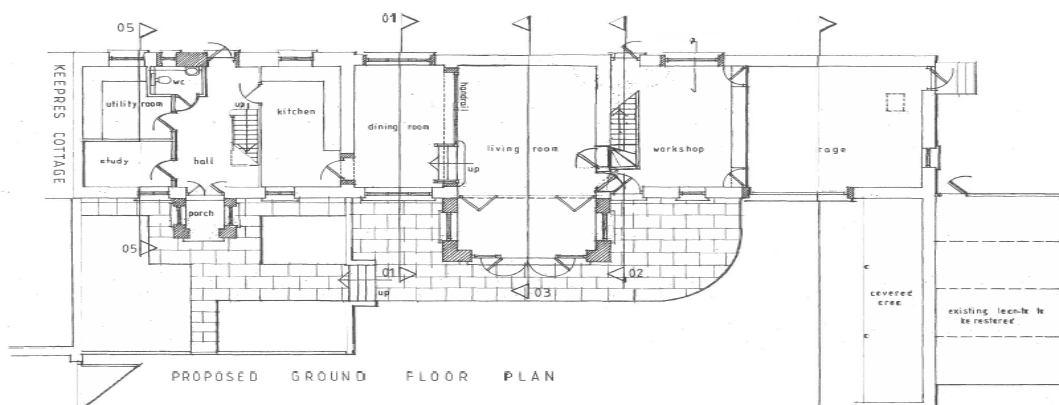 05
01
KEEPRES COTTAGE
wc
utility room
up
kitchen
handrail
dining room
study
hall
living room
workshop
rage
up
porch
05
01
02
up
03
covered
area
existing lean-to to
be restored
PROPOSED GROUND FLOOR PLAN